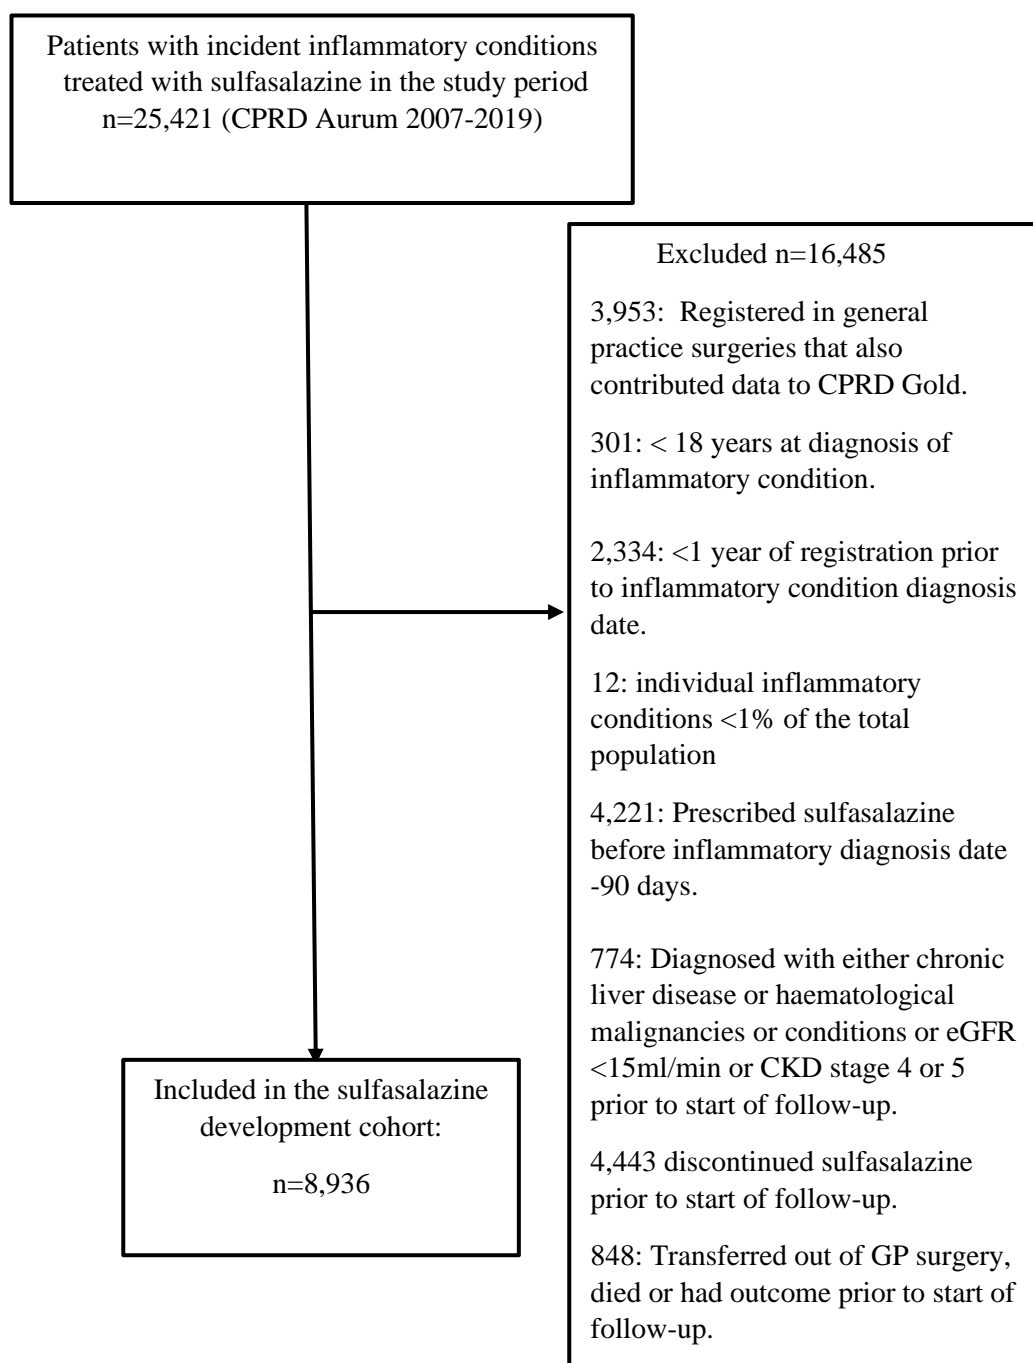 Patients with incident inflammatory conditions
treated with sulfasalazine in the study period
n=25,421 (CPRD Aurum 2007-2019)
Excluded n=16,485
3,953:  Registered in general
practice surgeries that also
contributed data to CPRD Gold.
301: < 18 years at diagnosis of
inflammatory condition.
2,334: <1 year of registration prior
to inflammatory condition diagnosis
date.
12: individual inflammatory
conditions <1% of the total
population
4,221: Prescribed sulfasalazine
before inflammatory diagnosis date
-90 days.
774: Diagnosed with either chronic
liver disease or haematological
malignancies or conditions or eGFR
<15ml/min or CKD stage 4 or 5
prior to start of follow-up.
4,443 discontinued sulfasalazine
prior to start of follow-up.
848: Transferred out of GP surgery,
died or had outcome prior to start of
follow-up.
Included in the sulfasalazine
development cohort:
n=8,936